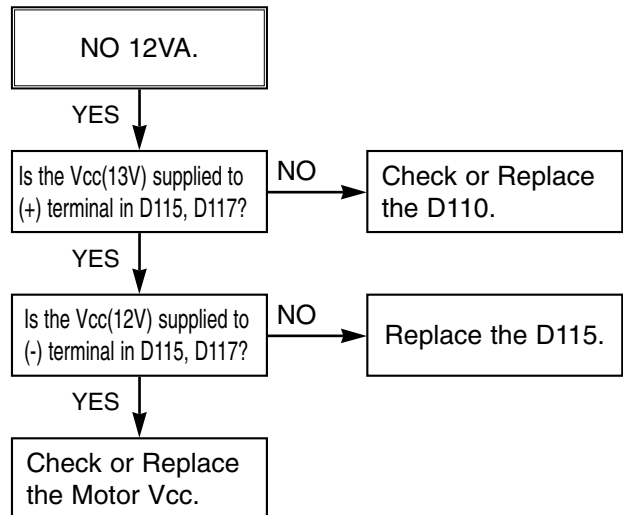 NO 12VA.
YES
Is the Vcc(13V) supplied to
(+) terminal in D115, D117?
NO
Check or Replace
the D110.
YES
Is the Vcc(12V) supplied to
(-) terminal in D115, D117?
NO
Replace the D115.
YES
Check or Replace
the Motor Vcc.